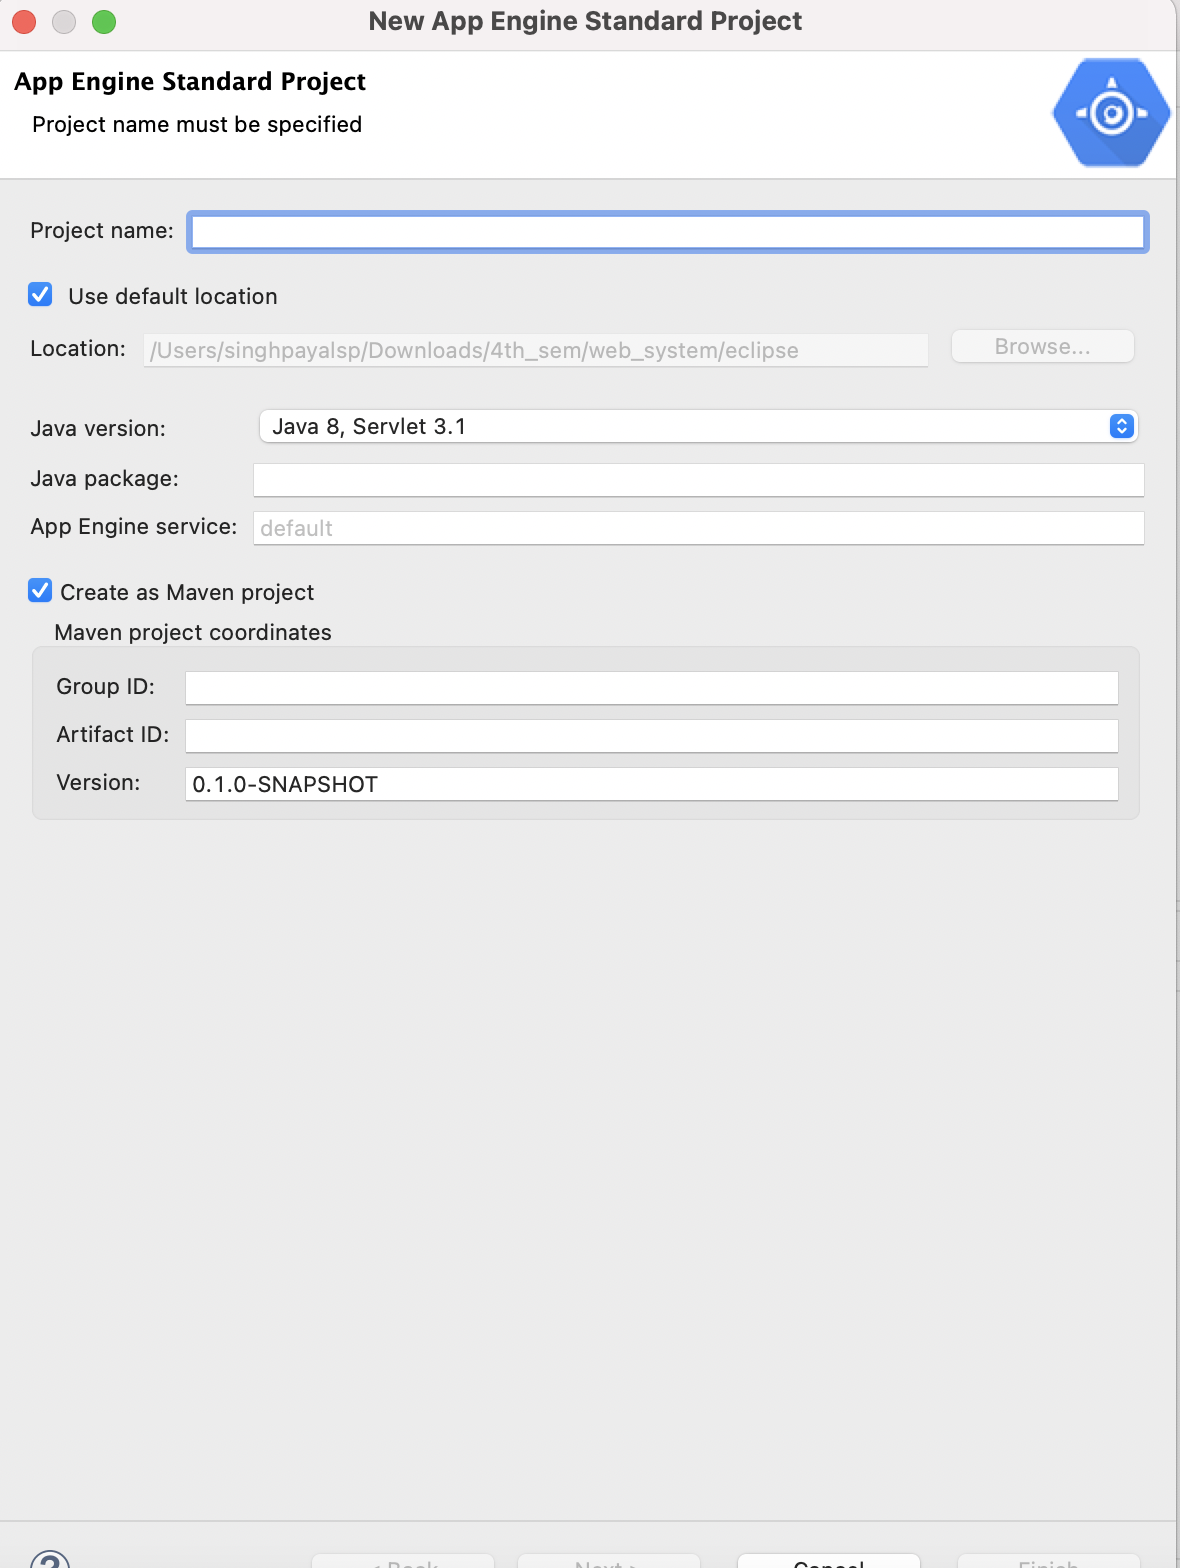 New App Engine Standard Project
App Engine Standard Project
Project name must be specified
Project name:
Use default location
Location: /Users/singhpayalsp/Downloads/4th_sem/web_system/eclipse Browse...
Java version: Java 8, Servlet 3.1
Java package:
App Engine service: default
Create as Maven project
Maven project coordinates
Group ID:
Artifact ID:
Version: 0.1.0-SNAPSHOT
? < Back Next > Cancel Finish